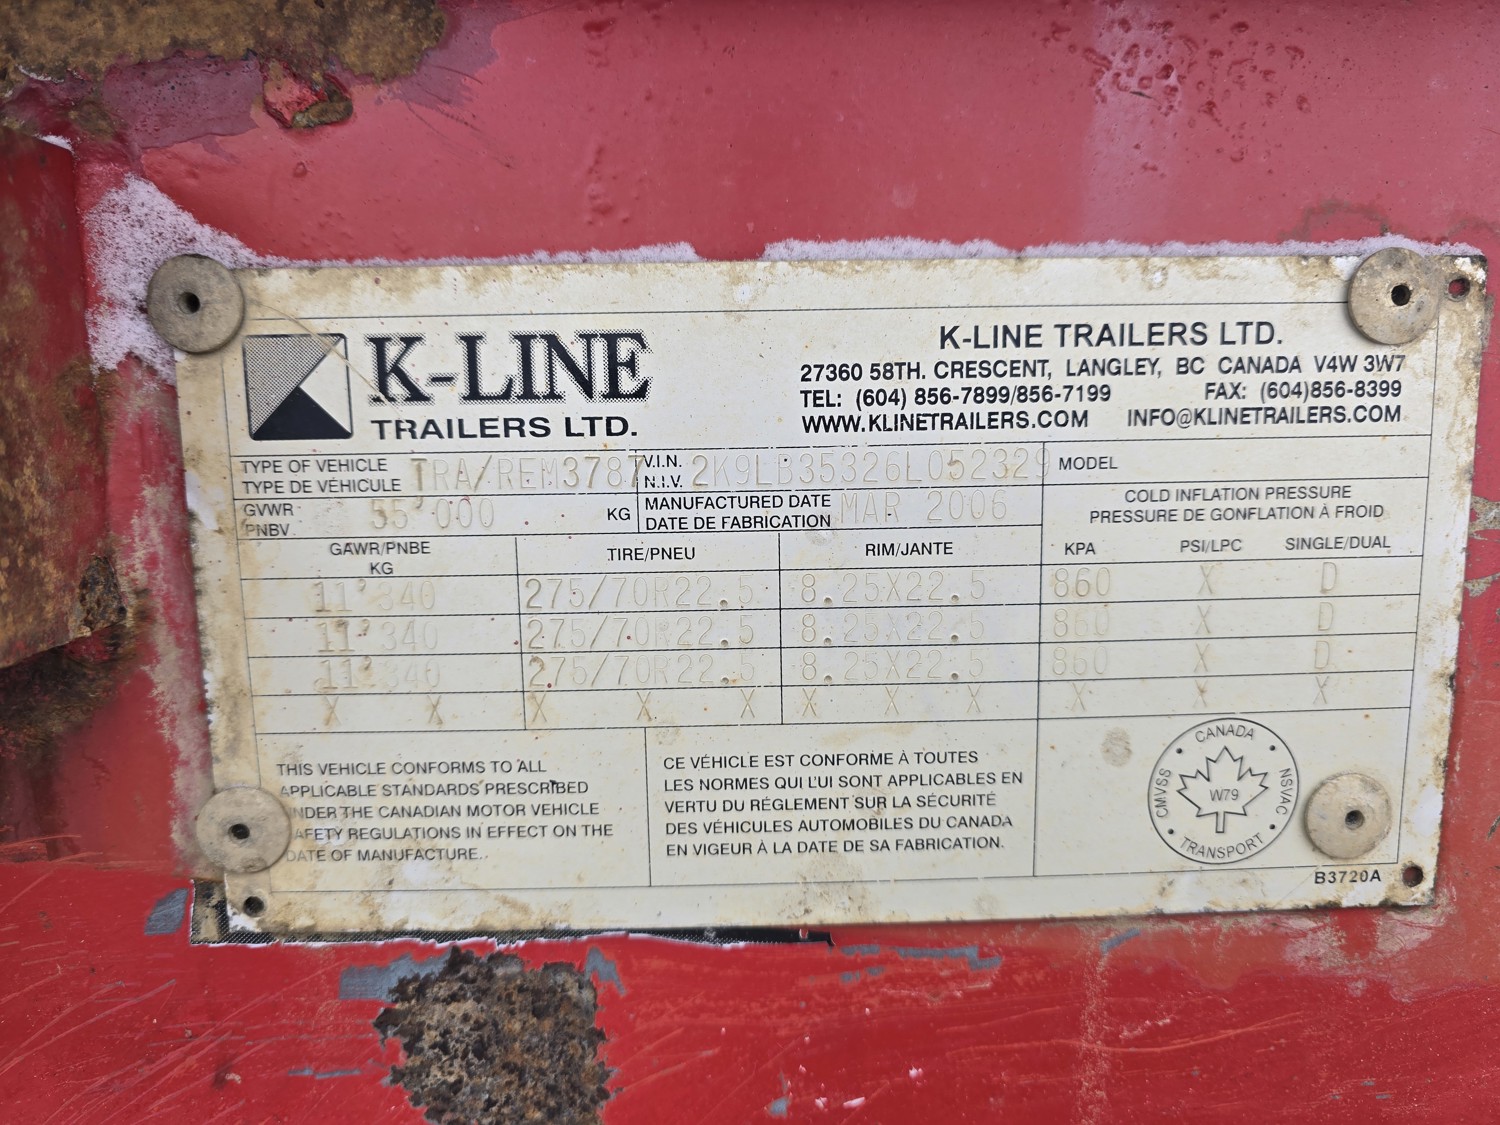 K-LINE
TRAILERS LTD.
K-LINE TRAILERS LTD.
27360 58TH. CRESCENT, LANGLEY, BC CANADA V4W 3W7
TEL: (604) 856-7899/856-7199 FAX: (604)856-8399
WWW.KLINETRAILERS.COM INFO@KLINETRAILERS.COM
TYPE OF VEHICLE
TYPE DE VÉHICULE TRA/REM3787
V.I.N.
N.I.V. 2K9LB35326L052329
MODEL
GVWR
PNBV 55'000 KG
MANUFACTURED DATE
DATE DE FABRICATION MAR 2006
COLD INFLATION PRESSURE
PRESSURE DE GONFLATION À FROID
GAWR/PNBE
KG
TIRE/PNEU RIM/JANTE KPA PSI/LPC SINGLE/DUAL
11'340 275/70R22.5 8.25X22.5 860 X D
11'340 275/70R22.5 8.25X22.5 860 X D
11'340 275/70R22.5 8.25X22.5 860 X D
X X X X X X X X X X X
THIS VEHICLE CONFORMS TO ALL
APPLICABLE STANDARDS PRESCRIBED
UNDER THE CANADIAN MOTOR VEHICLE
SAFETY REGULATIONS IN EFFECT ON THE
DATE OF MANUFACTURE.
CE VÉHICLE EST CONFORME À TOUTES
LES NORMES QUI L'UI SONT APPLICABLES EN
VERTU DU RÉGLEMENT SUR LA SÉCURITÉ
DES VÉHICULES AUTOMOBILES DU CANADA
EN VIGEUR À LA DATE DE SA FABRICATION.
CANADA
CMVSS
W79
NSVAC
TRANSPORT
B3720A